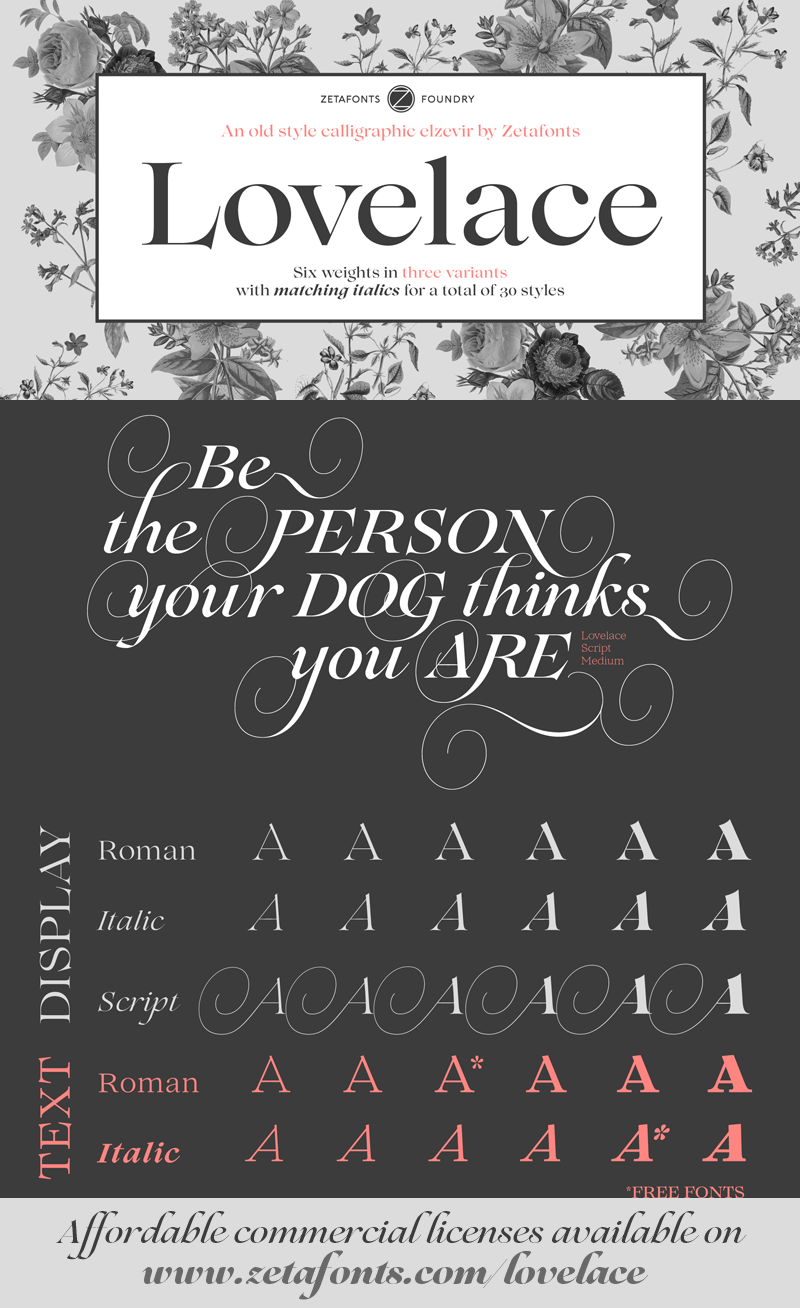 ZETAFONTS Z FOUNDRY
An old style calligraphic elzevir by Zetafonts
Lovelace
Six weights in three variants
with matching italics for a total of 30 styles
Be
the PERSON
your DOG thinks
you ARE
Lovelace
Script
Medium
DISPLAY
Roman A A A A A A
Italic A A A A A A
Script A A A A A A
TEXT
Roman A A A* A A A
Italic A A A A A* A
*FREE FONTS
Affordable commercial licenses available on
www.zetafonts.com/lovelace